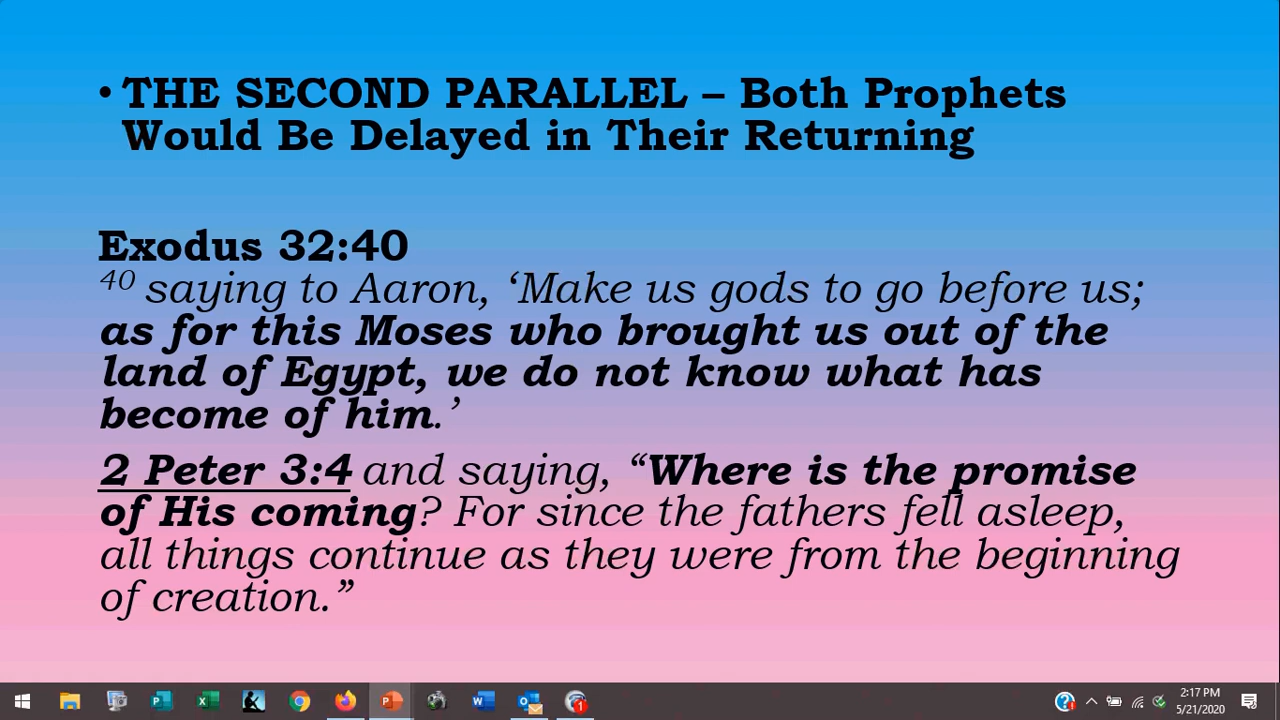 • THE SECOND PARALLEL – Both Prophets
Would Be Delayed in Their Returning
Exodus 32:40
40 saying to Aaron, ‘Make us gods to go before us;
as for this Moses who brought us out of the
land of Egypt, we do not know what has
become of him.’
2 Peter 3:4 and saying, “Where is the promise
of His coming? For since the fathers fell asleep,
all things continue as they were from the beginning
of creation.”
2:17 PM
5/21/2020